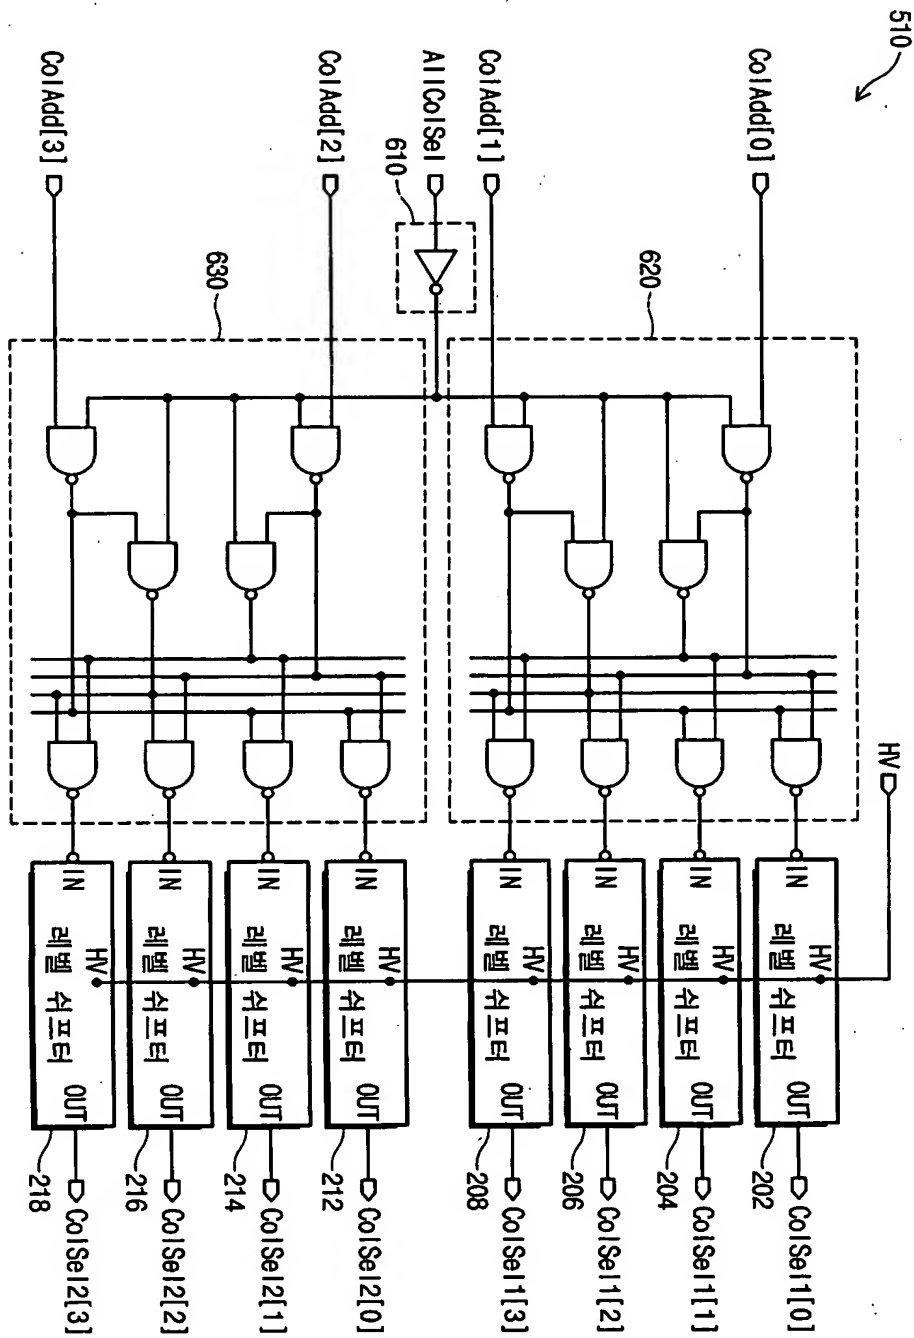 510
ColAdd[0]
ColAdd[1]
AllColSel
ColAdd[2]
ColAdd[3]
610
620
630
HV
IN
HV
레벨 쉬프터
OUT
202
ColSel1[0]
IN
HV
레벨 쉬프터
OUT
204
ColSel1[1]
IN
HV
레벨 쉬프터
OUT
206
ColSel1[2]
IN
HV
레벨 쉬프터
OUT
208
ColSel1[3]
IN
HV
레벨 쉬프터
OUT
212
ColSel2[0]
IN
HV
레벨 쉬프터
OUT
214
ColSel2[1]
IN
HV
레벨 쉬프터
OUT
216
ColSel2[2]
IN
HV
레벨 쉬프터
OUT
218
ColSel2[3]